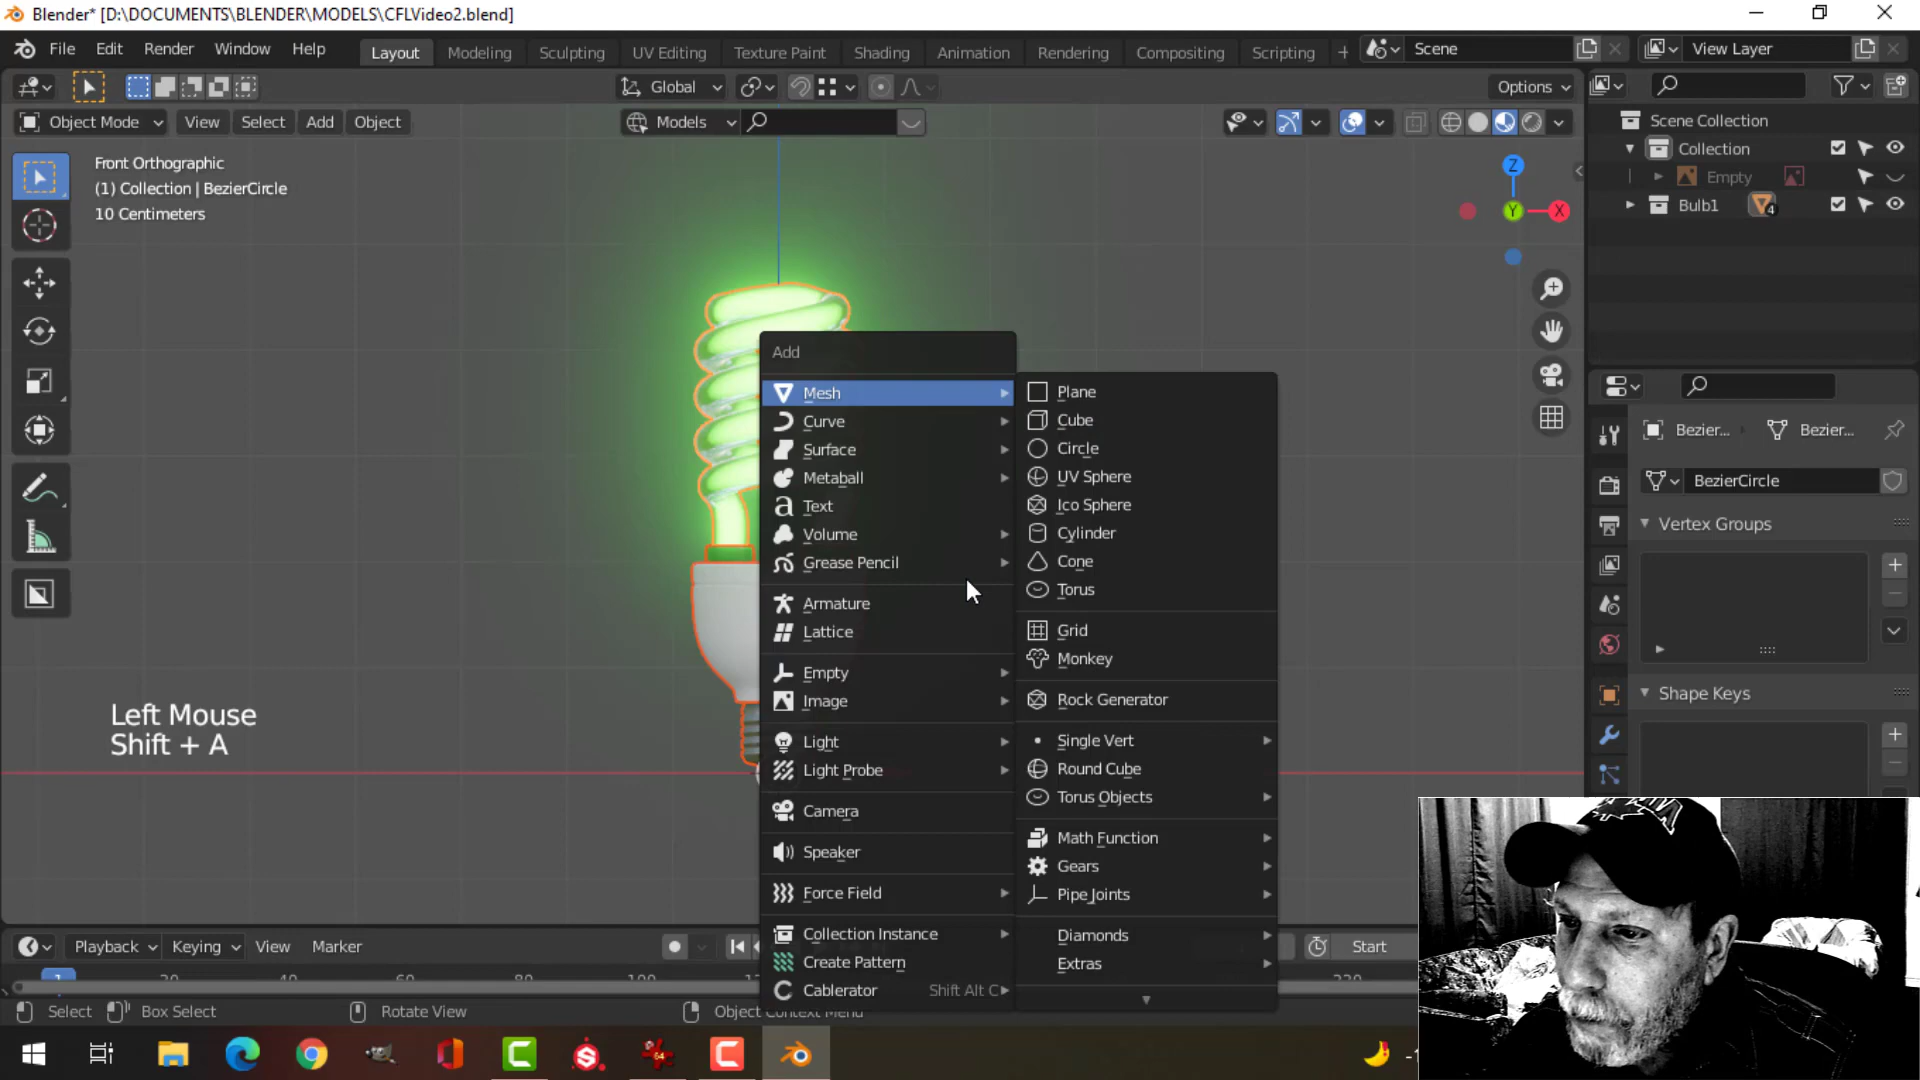 Blender* [D:\DOCUMENTS\BLENDER\MODELS\CFLVideo2.blend]
File Edit Render Window Help Layout Modeling Sculpting UV Editing Texture Paint Shading Animation Rendering Compositing Scripting + Scene View Layer
Global Options
Object Mode View Select Add Object Models
Front Orthographic
(1) Collection | BezierCircle
10 Centimeters
Z
Y X
Scene Collection
Collection
Empty
Bulb1 4
Bezier... Bezier...
BezierCircle
Vertex Groups
Shape Keys
Add
Mesh
Curve
Surface
Metaball
Text
Volume
Grease Pencil
Armature
Lattice
Empty
Image
Light
Light Probe
Camera
Speaker
Force Field
Collection Instance
Create Pattern
Cablerator Shift Alt C
Plane
Cube
Circle
UV Sphere
Ico Sphere
Cylinder
Cone
Torus
Grid
Monkey
Rock Generator
Single Vert
Round Cube
Torus Objects
Math Function
Gears
Pipe Joints
Diamonds
Extras
Left Mouse
Shift + A
Playback Keying View Marker Start
1
Select Box Select Rotate View Object Context Menu